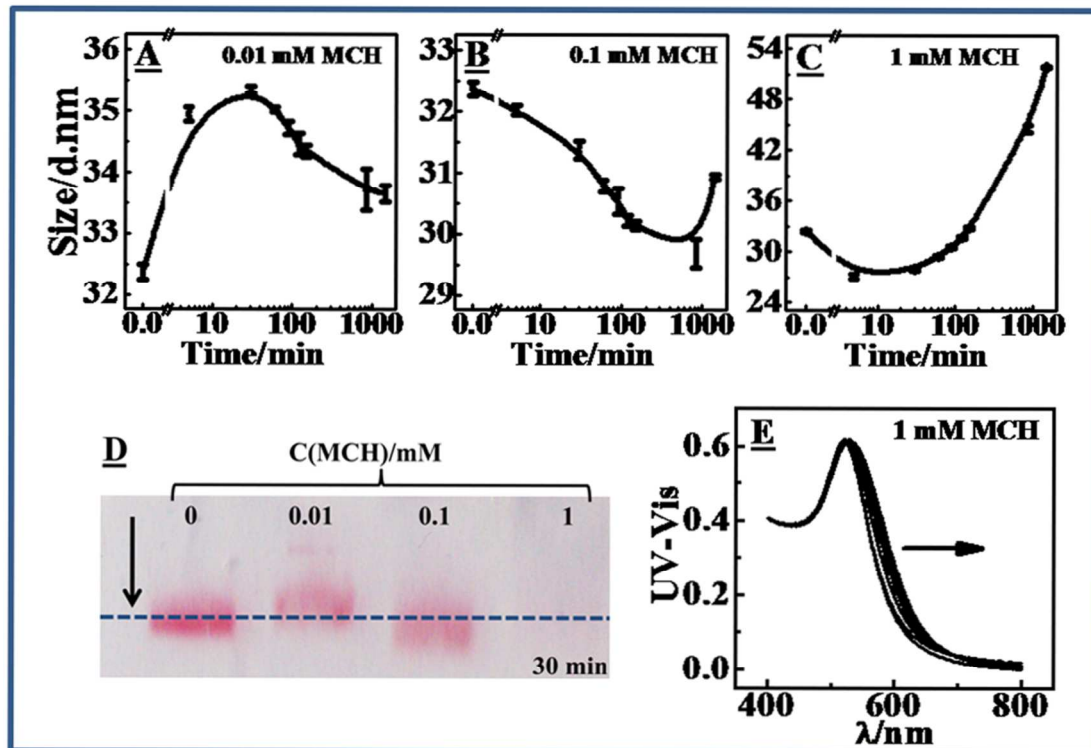 A
0.01 mM MCH
Size/d.nm
36
35
34
33
32
0.0 10 100 1000
Time/min
B
0.1 mM MCH
33
32
31
30
29
0.0 10 100 1000
Time/min
C
1 mM MCH
54
48
42
36
30
24
0.0 10 100 1000
Time/min
D
C(MCH)/mM
0 0.01 0.1 1
30 min
E
1 mM MCH
UV-Vis
0.6
0.4
0.2
0.0
400 600 800
λ/nm